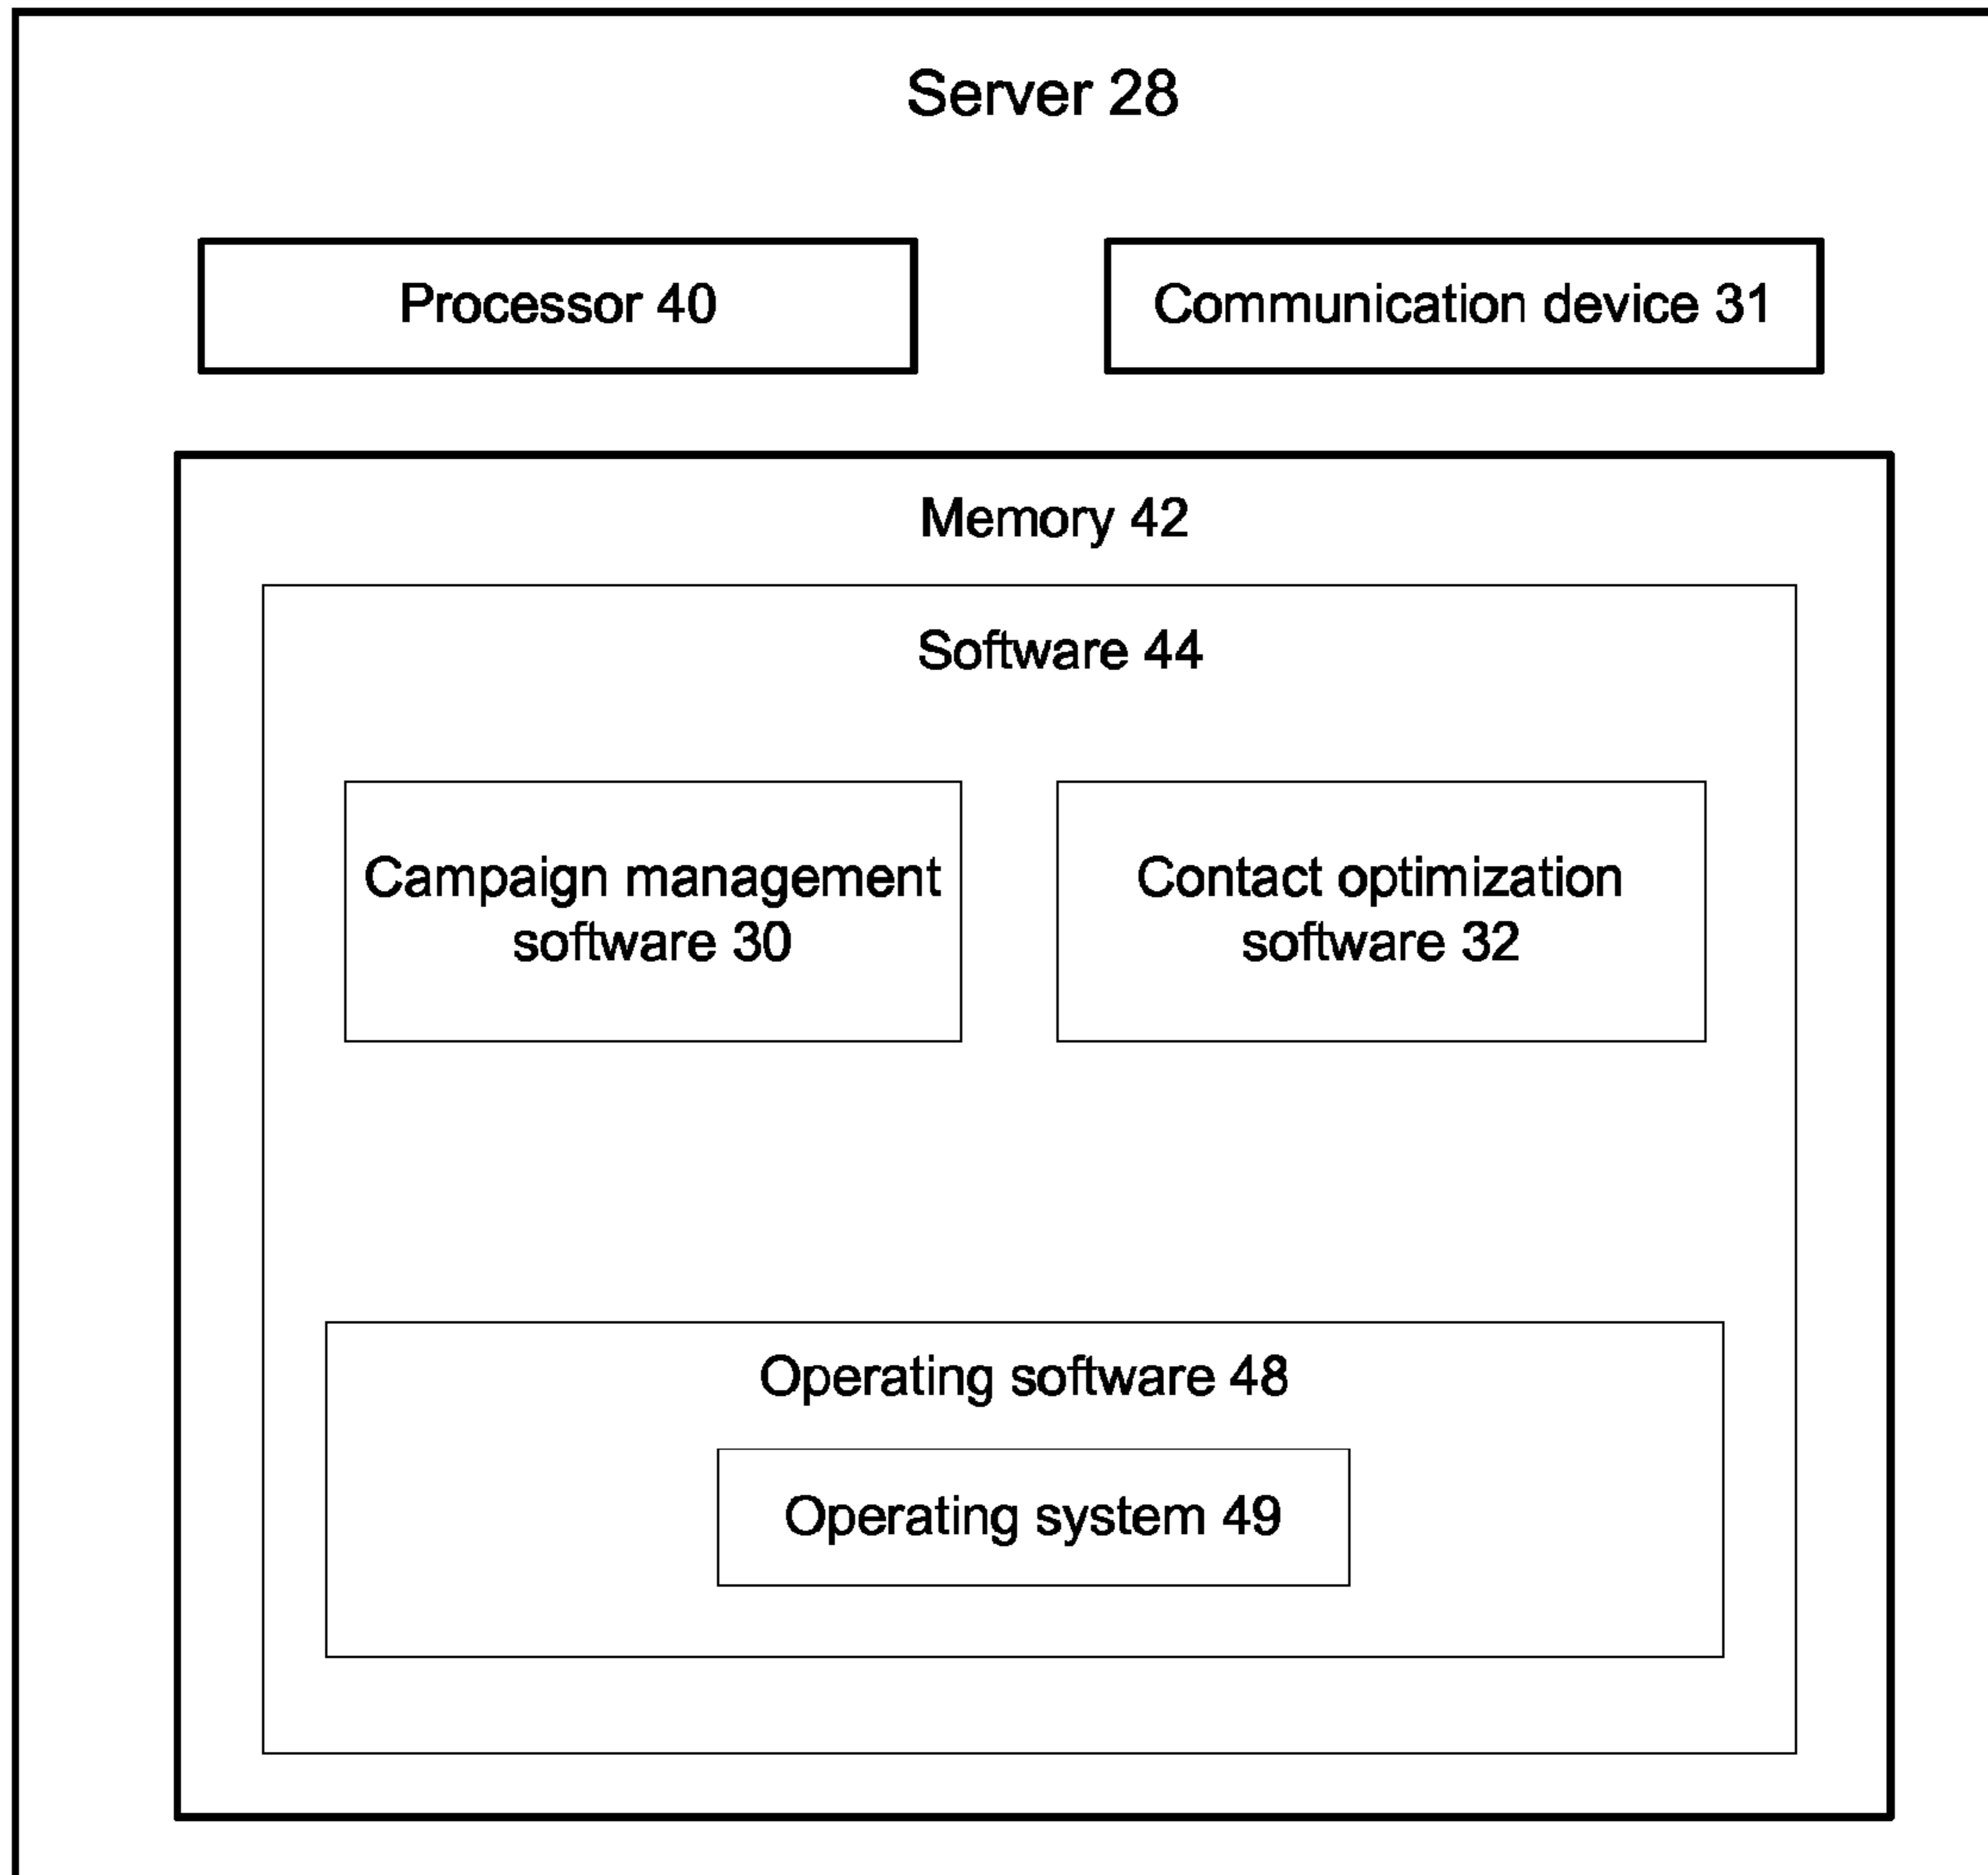 Server 28
Processor 40
Communication device 31
Memory 42
Software 44
Campaign management
software 30
Contact optimization
software 32
Operating software 48
Operating system 49